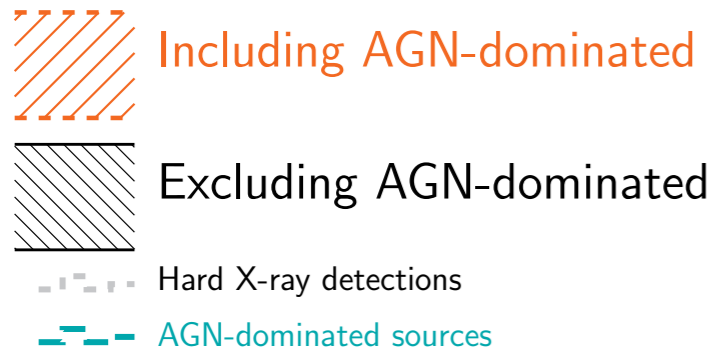 Including AGN-dominated
Excluding AGN-dominated
Hard X-ray detections
AGN-dominated sources